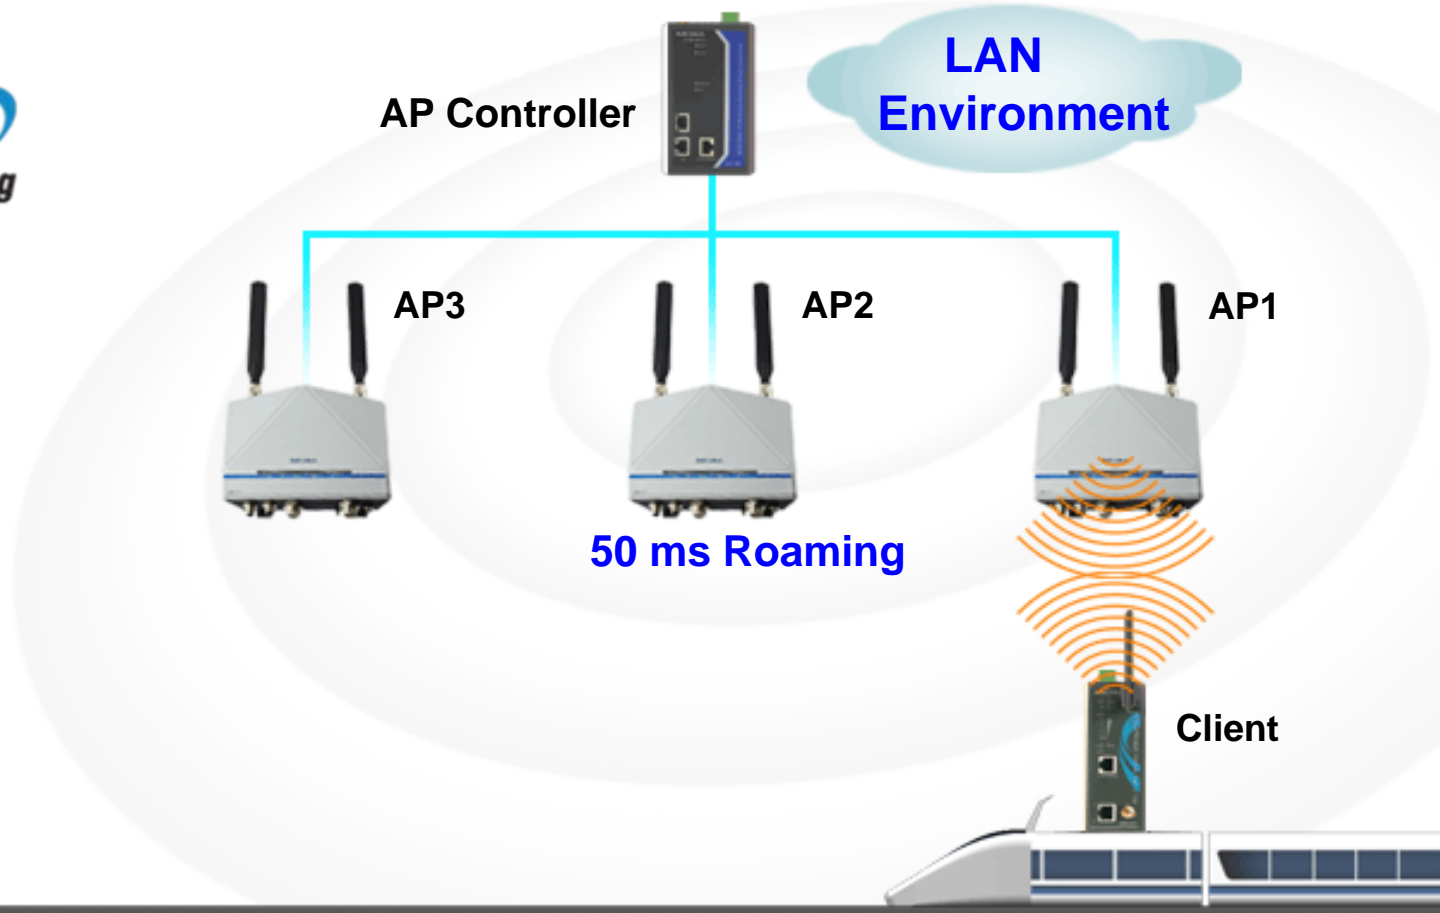 LAN
Environment
AP Controller
AP3
AP2
AP1
50 ms Roaming
Client